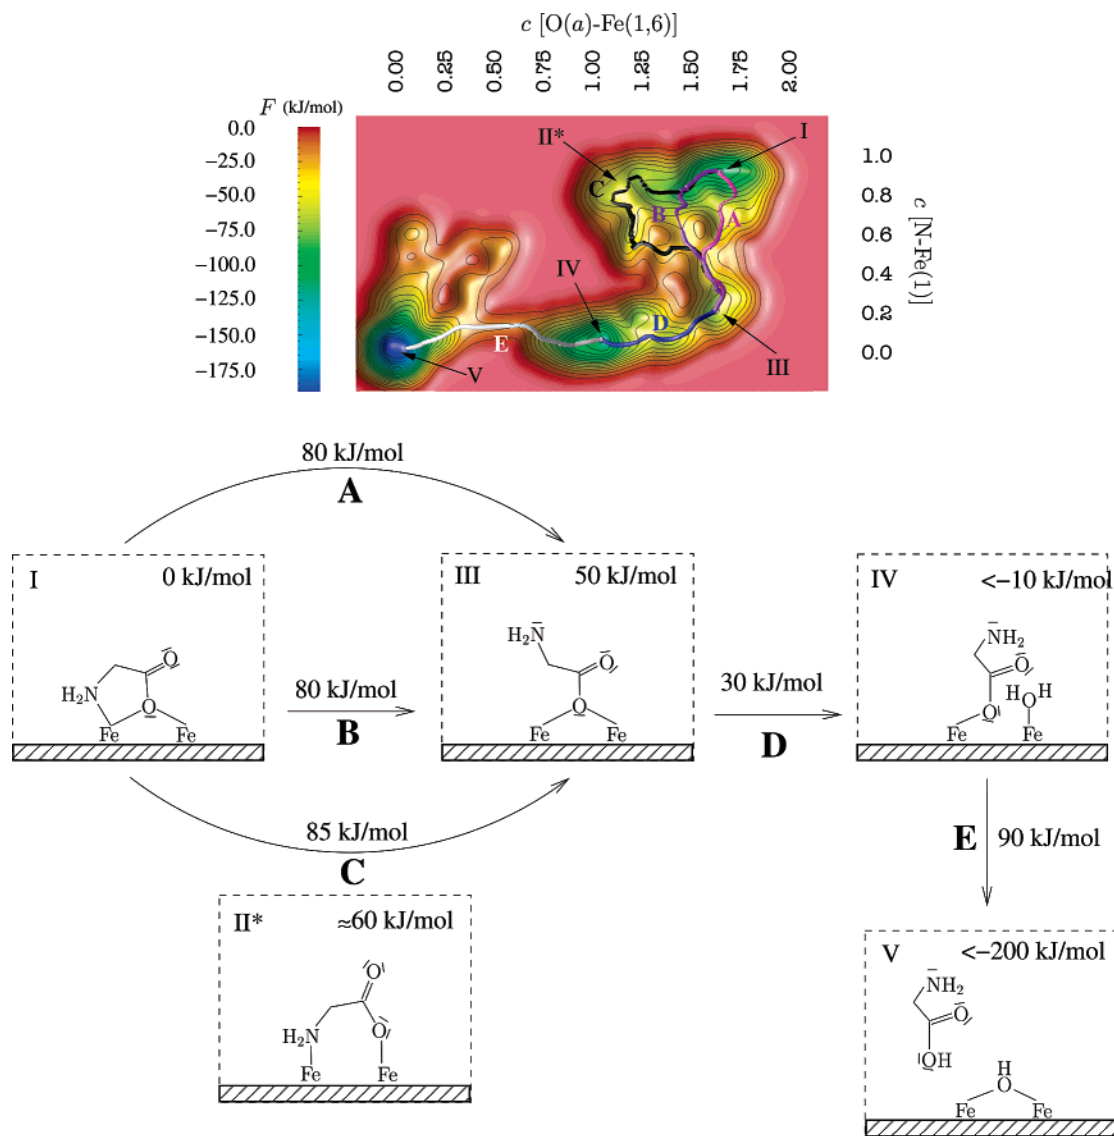 c [O(a)-Fe(1,6)]
0.00 0.25 0.50 0.75 1.00 1.25 1.50 1.75 2.00
F (kJ/mol)
0.0
−25.0
−50.0
−75.0
−100.0
−125.0
−150.0
−175.0
II*
I
C
B
A
IV
D
E
III
V
1.0
0.8
0.6
0.4
0.2
0.0
c [N-Fe(1)]
80 kJ/mol
A
I
0 kJ/mol
O
H₂N
O
Fe Fe
80 kJ/mol
B
III
50 kJ/mol
H₂N
O
O
Fe Fe
30 kJ/mol
D
IV
<−10 kJ/mol
NH₂
O
H H
O O
Fe Fe
85 kJ/mol
C
E
90 kJ/mol
II*
≈60 kJ/mol
O
H₂N O
Fe Fe
V
<−200 kJ/mol
NH₂
O
OH
H
O
Fe Fe